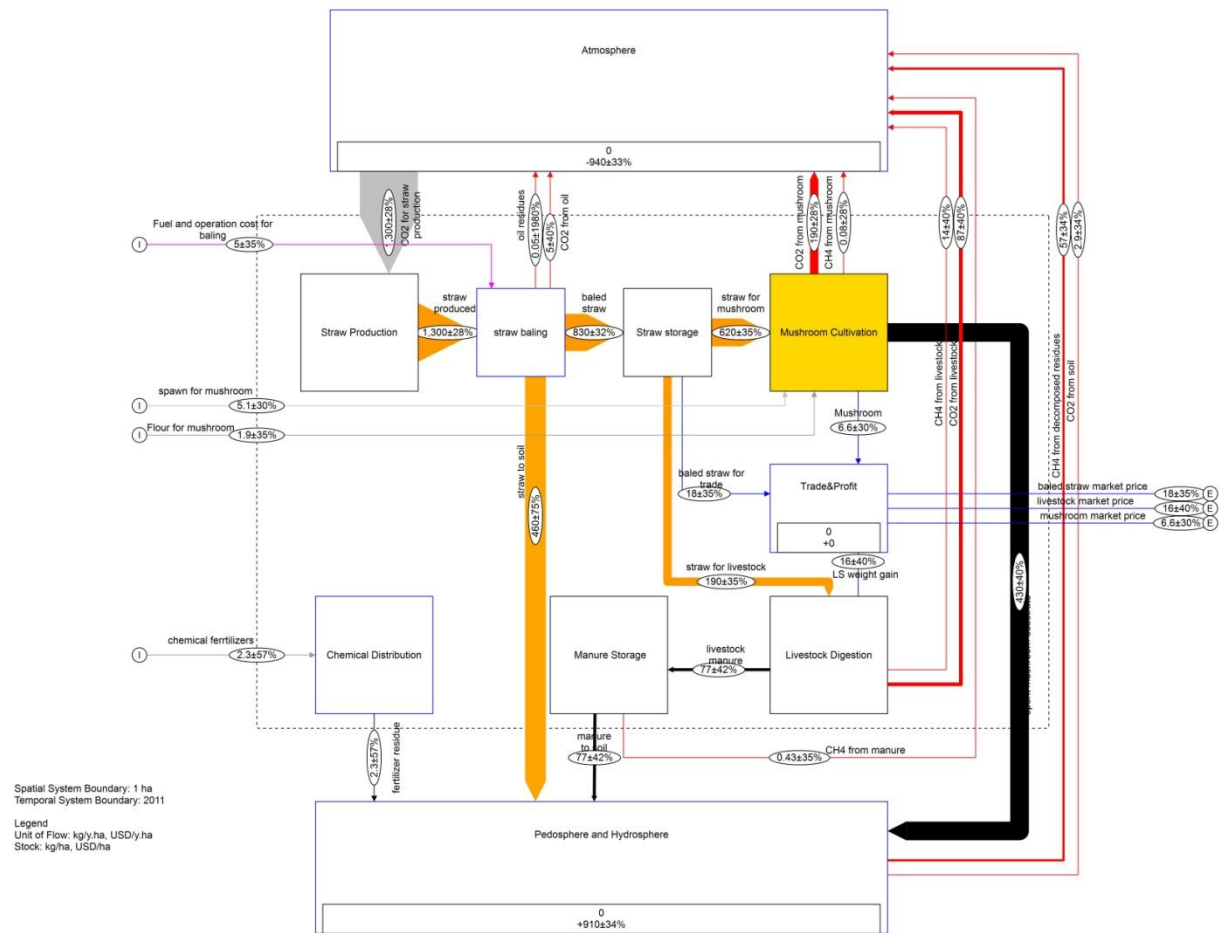 Atmosphere
0
-940±33%
1,300±28%
CO2 for straw
production
oil residues
0.05±1980%
CO2 from oil
5±40%
CO2 from mushroom
190±28%
CH4 from mushroom
0.08±28%
14±40%
87±40%
57±34%
2.9±34%
Fuel and operation cost for
baling
I
5±35%
Straw Production
straw
produced
1,300±28%
straw baling
baled
straw
830±32%
Straw storage
straw for
mushroom
620±35%
Mushroom Cultivation
CH4 from livestock
CO2 from livestock
CH4 from decomposed residues
CO2 from soil
spawn for mushroom
I
5.1±30%
Flour for mushroom
I
1.9±35%
Mushroom
6.6±30%
straw to soil
460±75%
baled straw for
trade
18±35%
Trade&Profit
0
+0
baled straw market price
18±35%
E
livestock market price
16±40%
E
mushroom market price
6.6±30%
E
16±40%
LS weight gain
straw for livestock
190±35%
430±40%
chemical ferrtilizers
I
2.3±57%
Chemical Distribution
Manure Storage
livestock
manure
77±42%
Livestock Digestion
2.3±57%
fertilizer residue
manure
to soil
77±42%
CH4 from manure
0.43±35%
Pedosphere and Hydrosphere
0
+910±34%
Spatial System Boundary: 1 ha
Temporal System Boundary: 2011
Legend
Unit of Flow: kg/y.ha, USD/y.ha
Stock: kg/ha, USD/ha